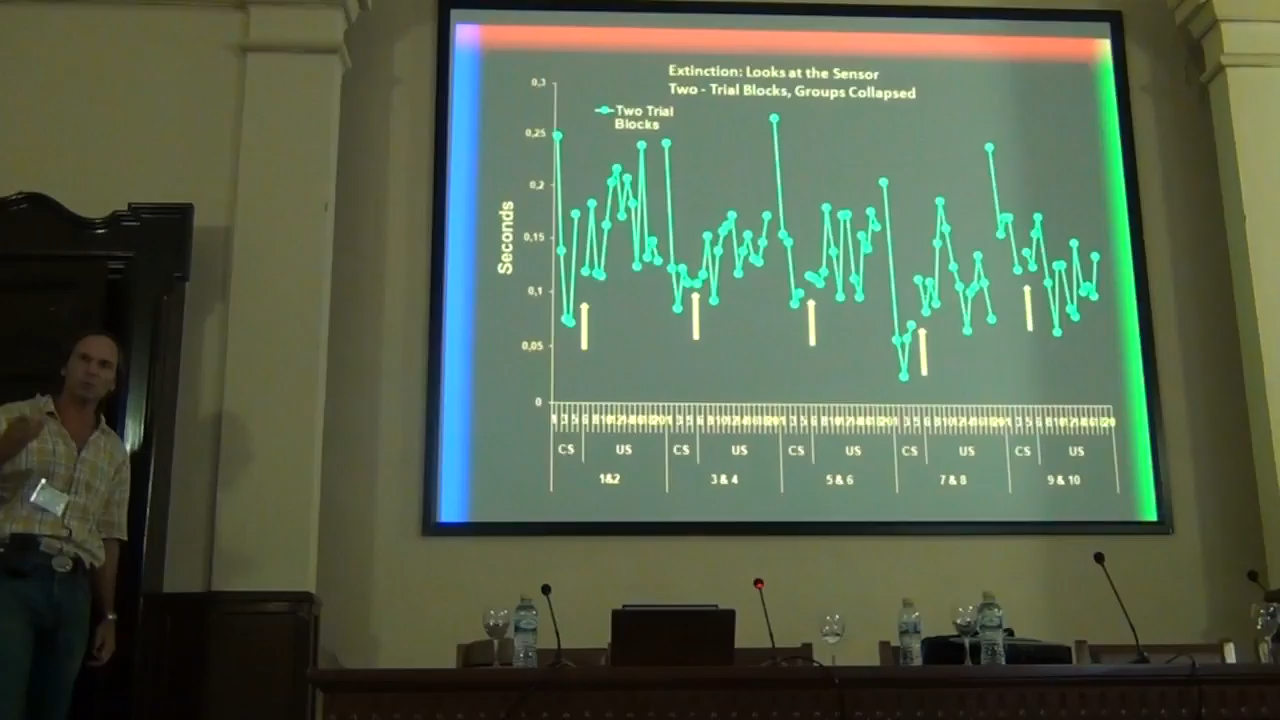 Extinction: Looks at the Sensor
Two - Trial Blocks, Groups Collapsed
0,3
Two Trial
Blocks
0,25
0,2
Seconds
0,15
0,1
0,05
0
CS US CS US CS US CS US CS US
1&2 3 & 4 5 & 6 7 & 8 9 & 10